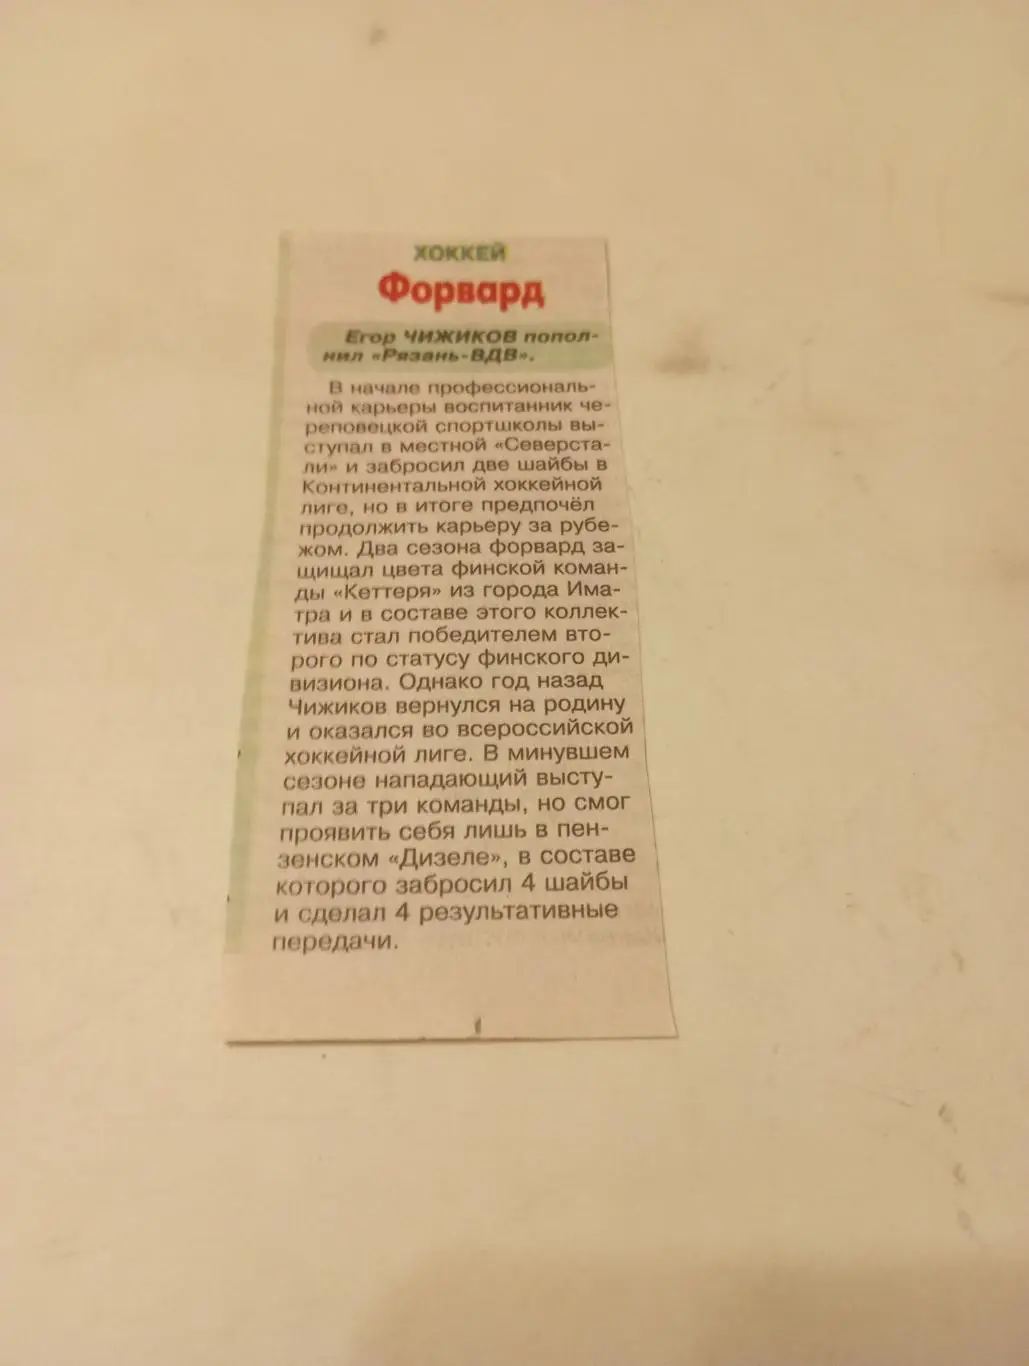 ХОККЕЙ
Форвард
Егор ЧИЖИКОВ попол-
нил «Рязань-ВДВ».
В начале профессиональ-
ной карьеры воспитанник че-
реповецкой спортшколы вы-
ступал в местной «Северста-
ли» и забросил две шайбы в
Континентальной хоккейной
лиге, но в итоге предпочёл
продолжить карьеру за рубе-
жом. Два сезона форвард за-
щищал цвета финской коман-
ды «Кеттеря» из города Има-
тра и в составе этого коллек-
тива стал победителем вто-
рого по статусу финского ди-
визиона. Однако год назад
Чижиков вернулся на родину
и оказался во всероссийской
хоккейной лиге. В минувшем
сезоне нападающий высту-
пал за три команды, но смог
проявить себя лишь в пен-
зенском «Дизеле», в составе
которого забросил 4 шайбы
и сделал 4 результативные
передачи.